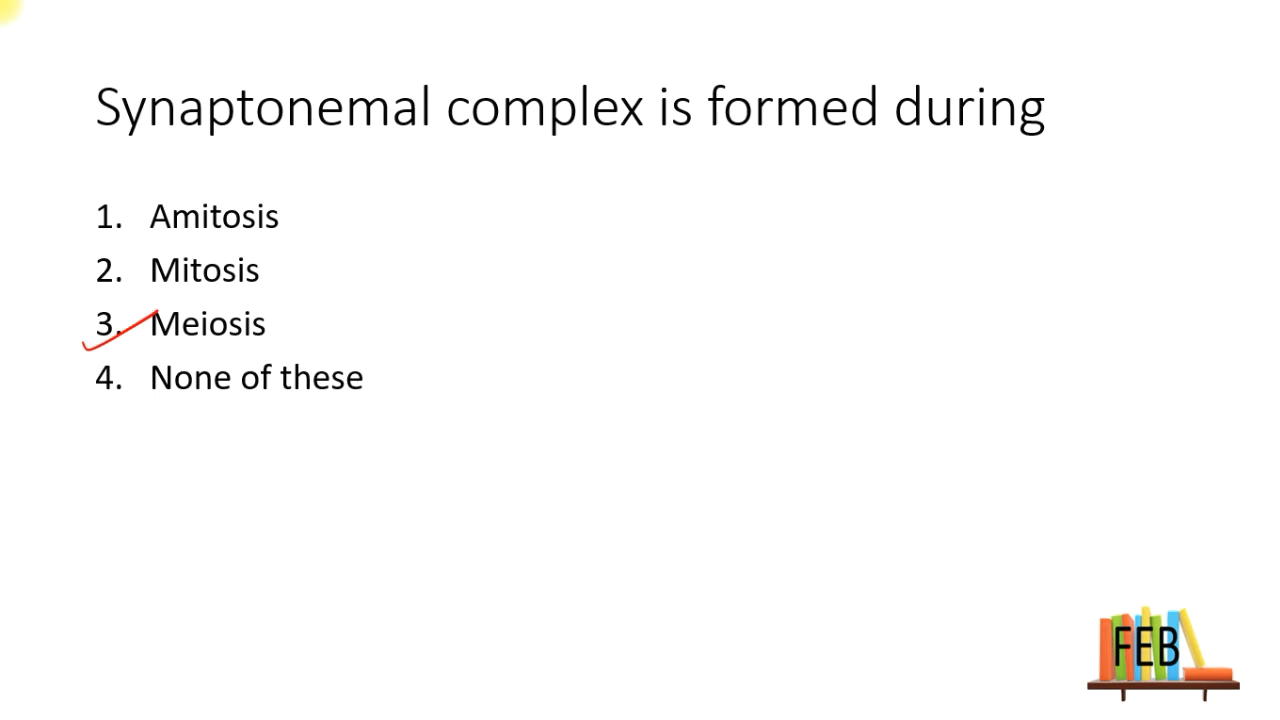 Synaptonemal complex is formed during
1. Amitosis
2. Mitosis
3. Meiosis
4. None of these
FEB